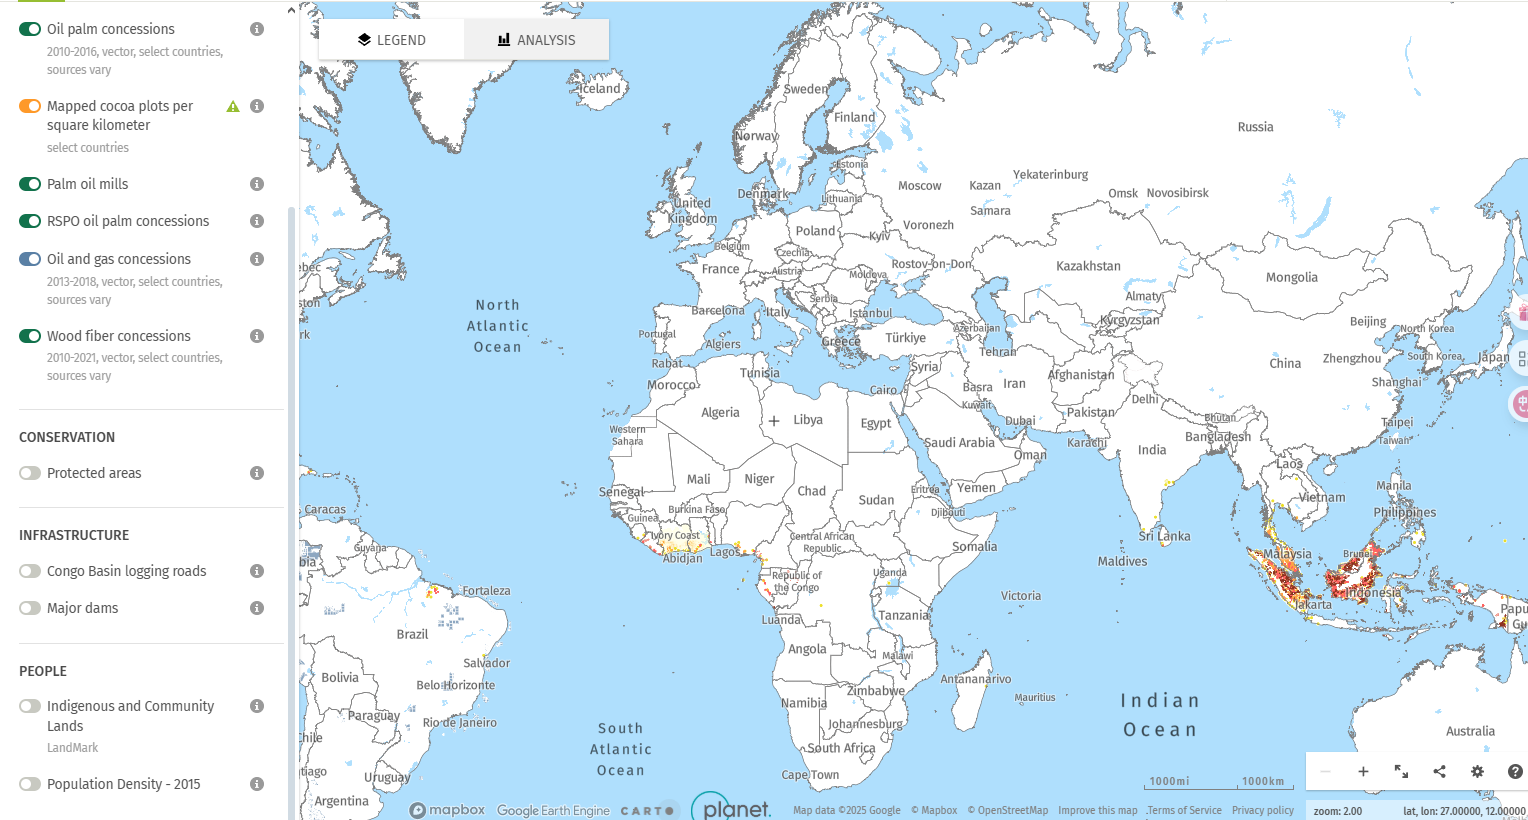 Oil palm concessions
2010-2016, vector, select countries,
sources vary
Mapped cocoa plots per
square kilometer
select countries
Palm oil mills
RSPO oil palm concessions
Oil and gas concessions
2013-2018, vector, select countries,
sources vary
Wood fiber concessions
2010-2021, vector, select countries,
sources vary
CONSERVATION
Protected areas
INFRASTRUCTURE
Congo Basin logging roads
Major dams
PEOPLE
Indigenous and Community
Lands
LandMark
Population Density - 2015
LEGEND
ANALYSIS
Iceland
Sweden
Finland
Norway
Russia
Estonia
Yekaterinburg
Moscow
Kazan
Omsk
Novosibirsk
Denmark
Lithuania
United
Kingdom
Samara
Poland
Kyiv
Voronezh
Belgium
Czechia
France
Austria
Moldova
Rostov-on-Don
Kazakhstan
Mongolia
Serbia
Almaty
Barcelona
Italy
Istanbul
Kyrgyzstan
Beijing
North Korea
Azerbaijan
Portugal
Algiers
Greece
Türkiye
Tehran
Zhengzhou
South Korea
Japan
Rabat
Tunisia
Syria
China
Morocco
Cairo
Basra
Iran
Afghanistan
Shanghai
Kuwait
Delhi
Algeria
Libya
Egypt
Dubai
Pakistan
Bhutan
Taipei
Western
Sahara
Saudi Arabia
Karachi
Bangladesh
Taiwan
Oman
India
Laos
Mali
Niger
Chad
Sudan
Eritrea
Yemen
Manila
Senegal
Vietnam
Burkina Faso
Djibouti
Philippines
Guinea
Ivory Coast
Central African
Republic
Somalia
Sri Lanka
Abidjan
Lagos
Maldives
Malaysia
Brunei
Republic of
the Congo
Uganda
Victoria
Indonesia
Jakarta
Papu
Gu
Luanda
Tanzania
Angola
Malawi
Antananarivo
Mauritius
Namibia
Zimbabwe
Johannesburg
South Africa
Cape Town
Australia
North
Atlantic
Ocean
South
Atlantic
Ocean
Indian
Ocean
ebec
ston
rk
Caracas
bia
Guyana
Fortaleza
Brazil
Salvador
Bolivia
Belo Horizonte
Paraguay
Rio de Janeiro
hile
tiago
Uruguay
Argentina
1000mi
1000km
mapbox
Google Earth Engine
CARTO
planet.
Map data ©2025 Google
© Mapbox
© OpenStreetMap
Improve this map
.Terms of Service
Privacy policy
zoom: 2.00
lat, lon: 27.00000, 12.00000